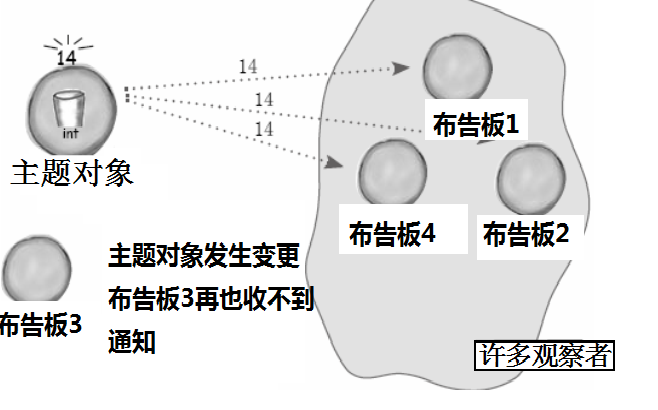 14
14
14
14
int
主题对象
布告板1
布告板4
布告板2
布告板3
主题对象发生变更
布告板3再也收不到
通知
许多观察者